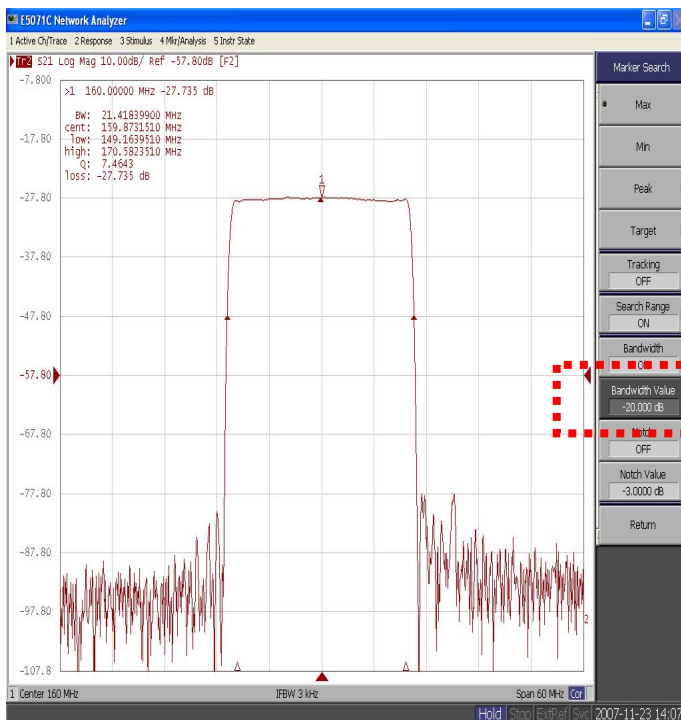 E5071C Network Analyzer
1 Active Ch/Trace 2 Response 3 Stimulus 4 Mkr/Analysis 5 Instr State
Tr2 S21 Log Mag 10.00dB/ Ref -57.80dB [F2]
-7.800
>1 160.00000 MHz -27.735 dB
BW: 21.41839900 MHz
cent: 159.8731510 MHz
low: 149.1639510 MHz
high: 170.5823510 MHz
Q: 7.4643
loss: -27.735 dB
-17.80
-27.80
-37.80
-47.80
-57.80
-67.80
-77.80
-87.80
-97.80
-107.8
1
2
Marker Search
Max
Min
Peak
Target
Tracking
OFF
Search Range
ON
Bandwidth
Bandwidth Value
-20.000 dB
Notch
OFF
Notch Value
-3.0000 dB
Return
1 Center 160 MHz IFBW 3 kHz Span 60 MHz Cor
Hold Stop ExtRef Svc 2007-11-23 14:07